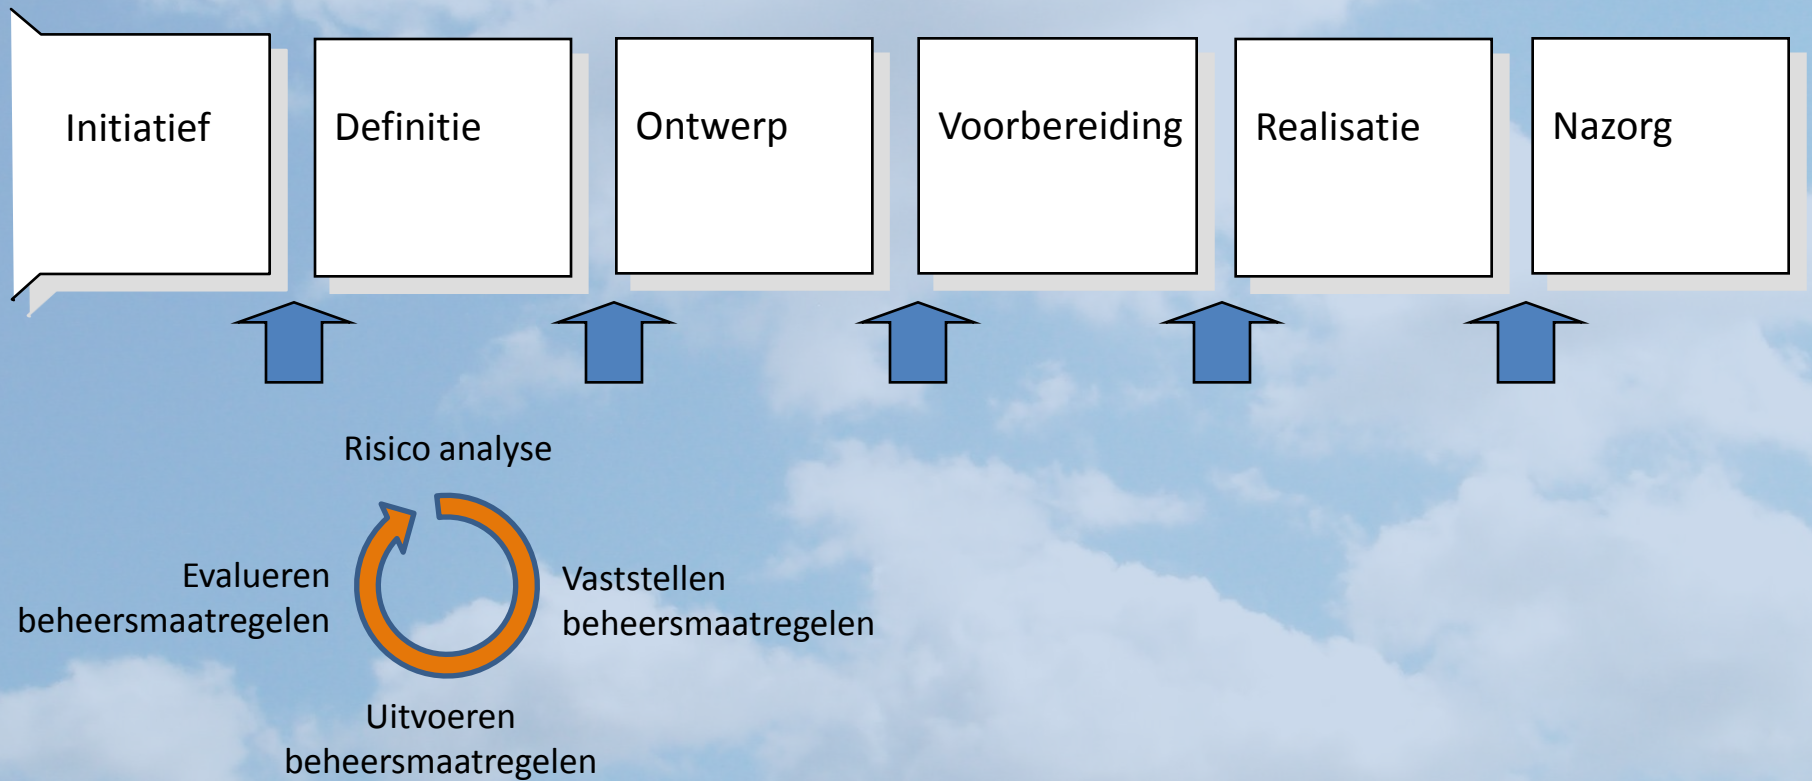 Initiatief
Definitie
Ontwerp
Voorbereiding
Realisatie
Nazorg
Risico analyse
Vaststellen
beheersmaatregelen
Uitvoeren
beheersmaatregelen
Evalueren
beheersmaatregelen